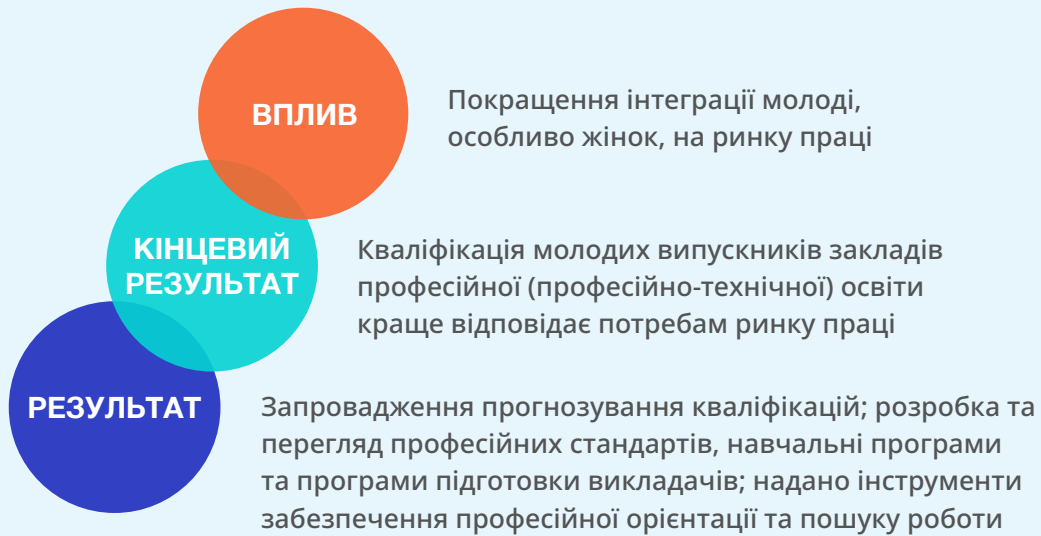 ВПЛИВ
Покращення інтеграції молоді,
особливо жінок, на ринку праці
КІНЦЕВИЙ
РЕЗУЛЬТАТ
Кваліфікація молодих випускників закладів
професійної (професійно-технічної) освіти
краще відповідає потребам ринку праці
РЕЗУЛЬТАТ
Запровадження прогнозування кваліфікацій; розробка та
перегляд професійних стандартів, навчальні програми
та програми підготовки викладачів; надано інструменти
забезпечення професійної орієнтації та пошуку роботи